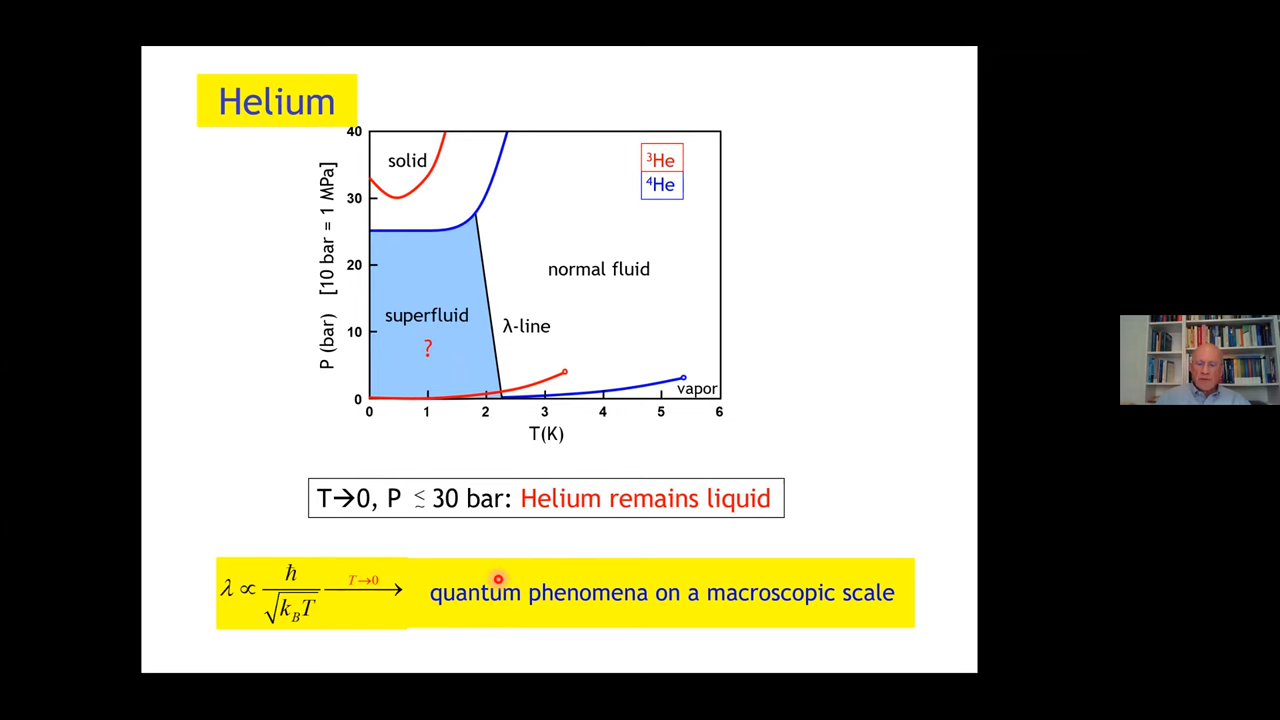 Helium
40
solid
³He
⁴He
30
P (bar) [10 bar = 1 MPa]
20
normal fluid
superfluid
λ-line
10
?
vapor
0
0 1 2 3 4 5 6
T(K)
T→0, P ≲ 30 bar: Helium remains liquid
λ ∝ ħ / √(k_B T) T→0 → quantum phenomena on a macroscopic scale